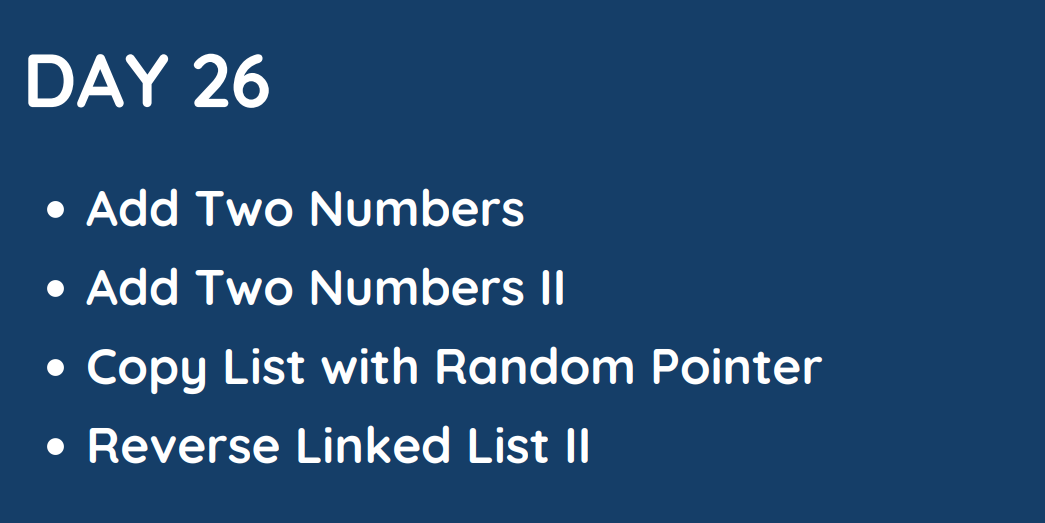 DAY 26
• Add Two Numbers
• Add Two Numbers II
• Copy List with Random Pointer
• Reverse Linked List II